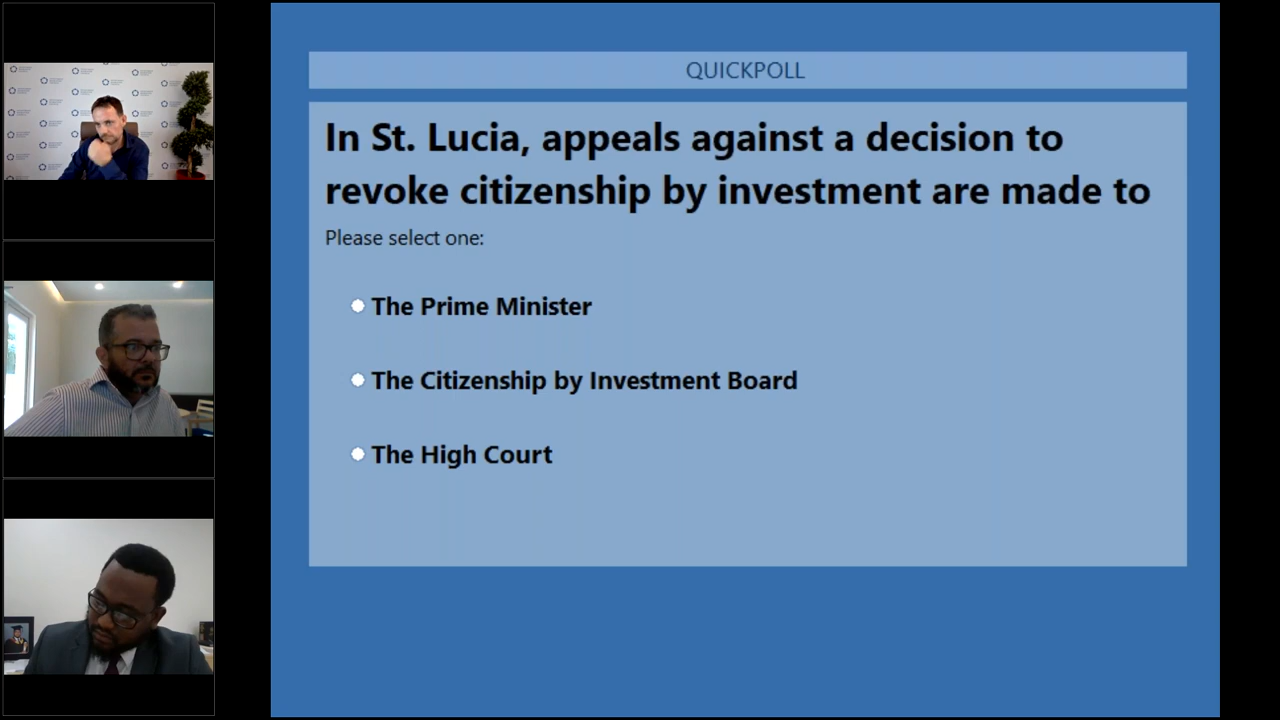 QUICKPOLL
In St. Lucia, appeals against a decision to
revoke citizenship by investment are made to
Please select one:
The Prime Minister
The Citizenship by Investment Board
The High Court